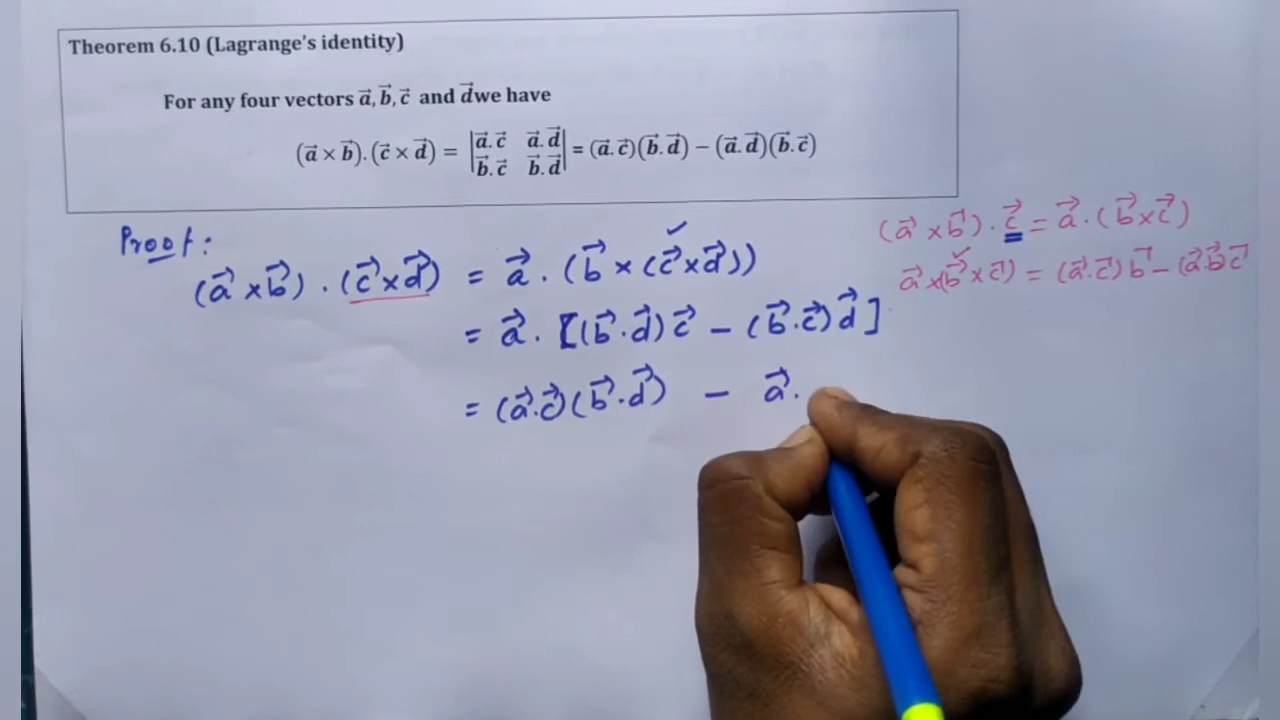 Theorem 6.10 (Lagrange's identity)
For any four vectors a⃗, b⃗, c⃗ and d⃗ we have
(a⃗ × b⃗). (c⃗ × d⃗) = |a⃗.c⃗ a⃗.d⃗| = (a⃗.c⃗)(b⃗.d⃗) − (a⃗.d⃗)(b⃗.c⃗)
|b⃗.c⃗ b⃗.d⃗|
Proof:
(a⃗ × b⃗) . c⃗ = a⃗ . (b⃗ × c⃗)
a⃗ × (b⃗ × c⃗) = (a⃗.c⃗) b⃗ − (a⃗.b⃗ c⃗
(a⃗ × b⃗) . (c⃗ × d⃗) = a⃗ . (b⃗ × (c⃗ × d⃗))
= a⃗ . [(b⃗.d⃗) c⃗ − (b⃗.c⃗) d⃗]
= (a⃗.c⃗)(b⃗.d⃗) − a⃗.